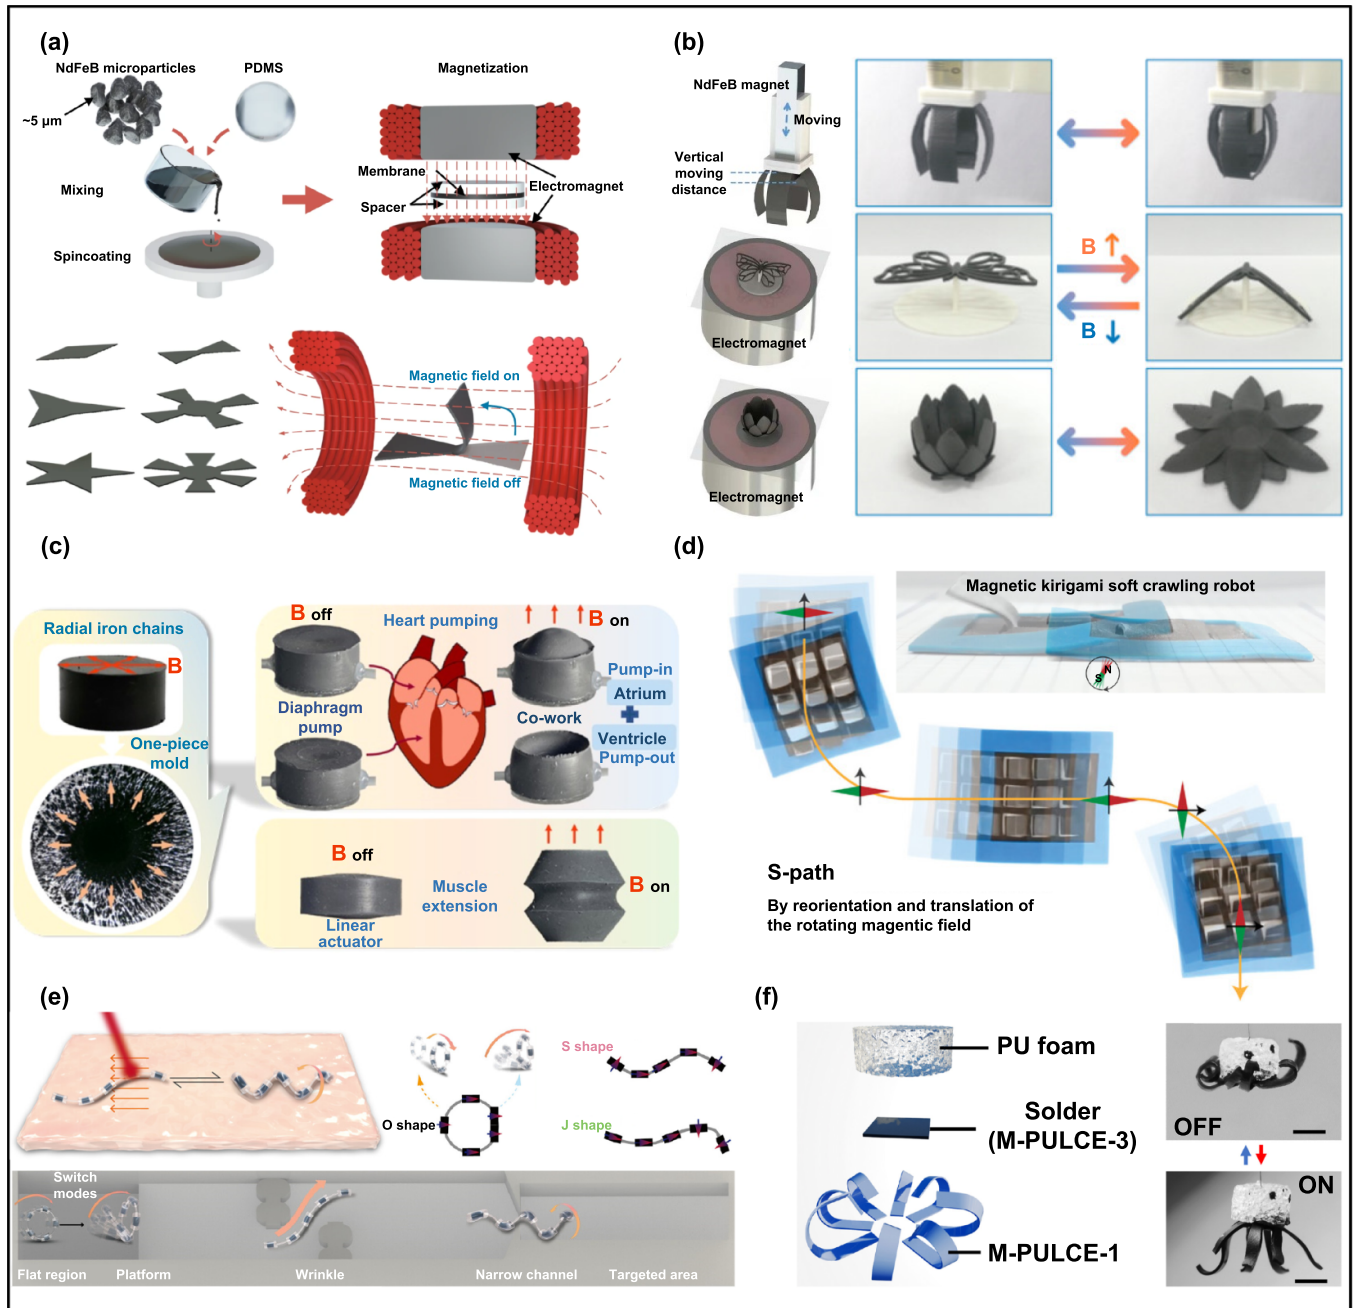 (a)
NdFeB microparticles
PDMS
Magnetization
~5 µm
Mixing
Membrane
Electromagnet
Spacer
Spincoating
Magnetic field on
Magnetic field off
(b)
NdFeB magnet
Moving
Vertical
moving
distance
Electromagnet
B ↑
B ↓
Electromagnet
(c)
Radial iron chains
B
One-piece
mold
B off
Heart pumping
B on
Pump-in
Atrium
Diaphragm
pump
Co-work
Ventricle
Pump-out
B off
Muscle
extension
B on
Linear
actuator
(d)
Magnetic kirigami soft crawling robot
N
S
S-path
By reorientation and translation of
the rotating magentic field
(e)
S shape
O shape
J shape
Switch
modes
Flat region
Platform
Wrinkle
Narrow channel
Targeted area
(f)
PU foam
Solder
(M-PULCE-3)
M-PULCE-1
OFF
ON